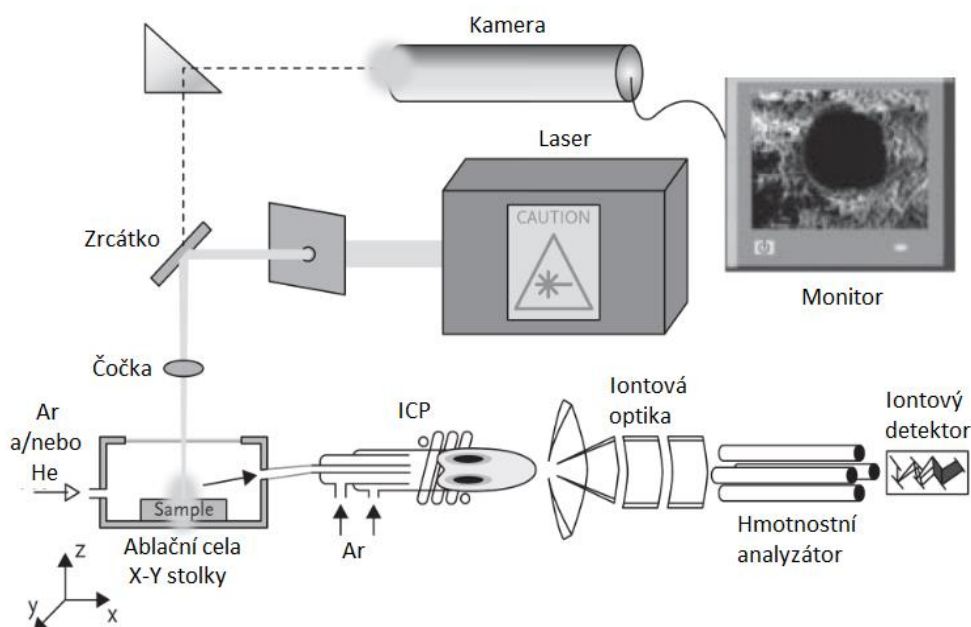 Kamera
Laser
CAUTION
Monitor
Zrcátko
Čočka
Ar
a/nebo
He
Sample
Ablační cela
X-Y stolky
z
y
x
ICP
Ar
Iontová
optika
Iontový
detektor
Hmotnostní
analyzátor
hp